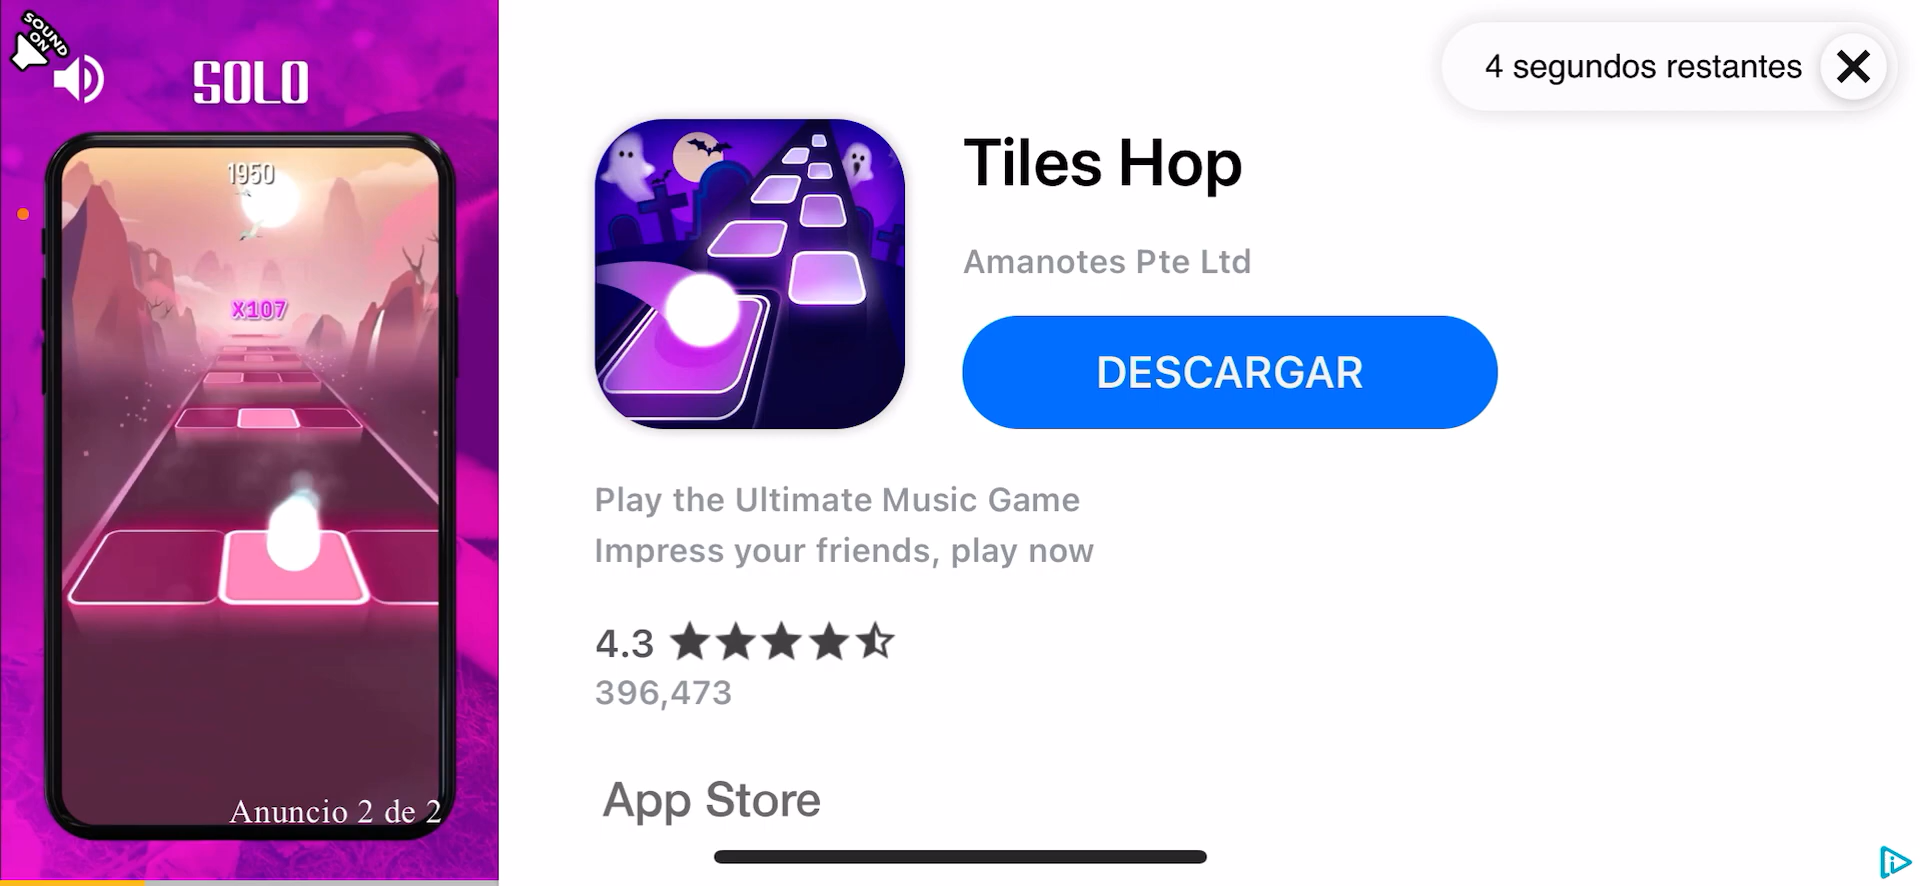 SOUND
ON
SOLO
1950
X107
Anuncio 2 de 2
4 segundos restantes
Tiles Hop
Amanotes Pte Ltd
DESCARGAR
Play the Ultimate Music Game
Impress your friends, play now
4.3
396,473
App Store